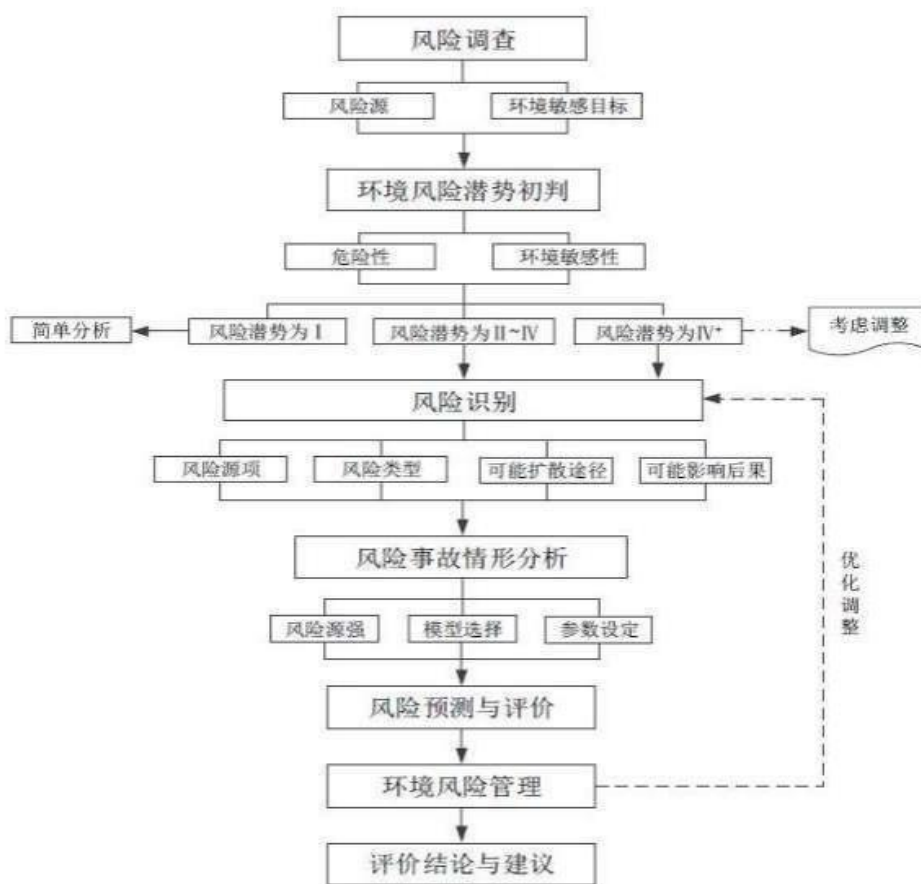 风险调查
风险源
环境敏感目标
环境风险潜势初判
危险性
环境敏感性
简单分析
风险潜势为Ⅰ
风险潜势为Ⅱ~Ⅳ
风险潜势为Ⅳ⁺
考虑调整
风险识别
风险源项
风险类型
可能扩散途径
可能影响后果
风险事故情形分析
优化调整
风险源强
模型选择
参数设定
风险预测与评价
环境风险管理
评价结论与建议